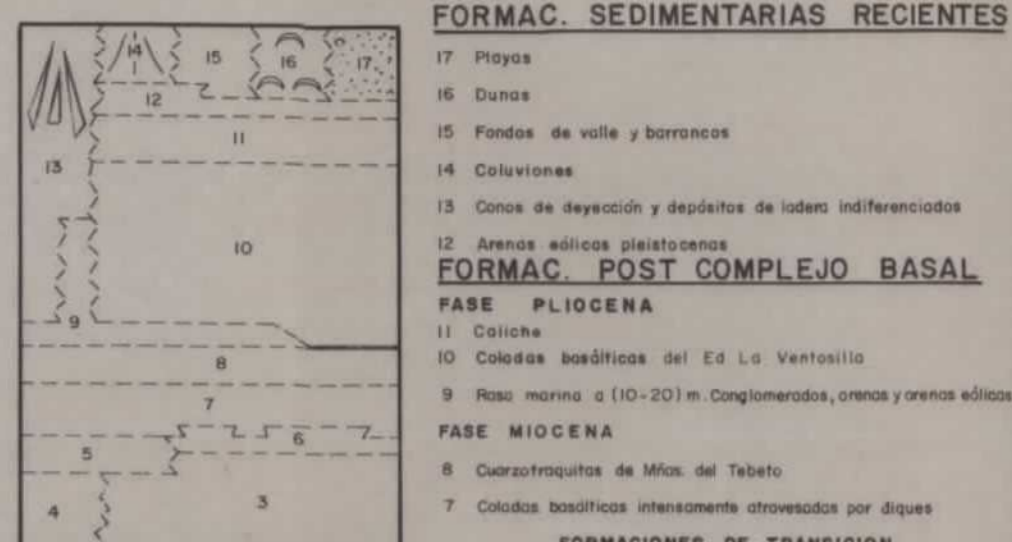 FORMAC. SEDIMENTARIAS RECIENTES
17 Playas
16 Dunas
15 Fondos de valle y barrancos
14 Coluviones
13 Conos de deyección y depósitos de ladera indiferenciados
12 Arenas eólicas pleistocenas
FORMAC. POST COMPLEJO BASAL
FASE PLIOCENA
11 Caliche
10 Coladas basálticas del Ed La Ventosilla
9 Rasa marina a (10-20) m. Conglomerados, arenas y arenas eólicas
FASE MIOCENA
8 Cuarzotraquitas de Mñas. del Tebeto
7 Coladas basálticas intensamente atravesadas por diques
FORMACIONES DE TRANSICION
14
15
16
17
12
11
13
10
9
8
7
6
5
4
3